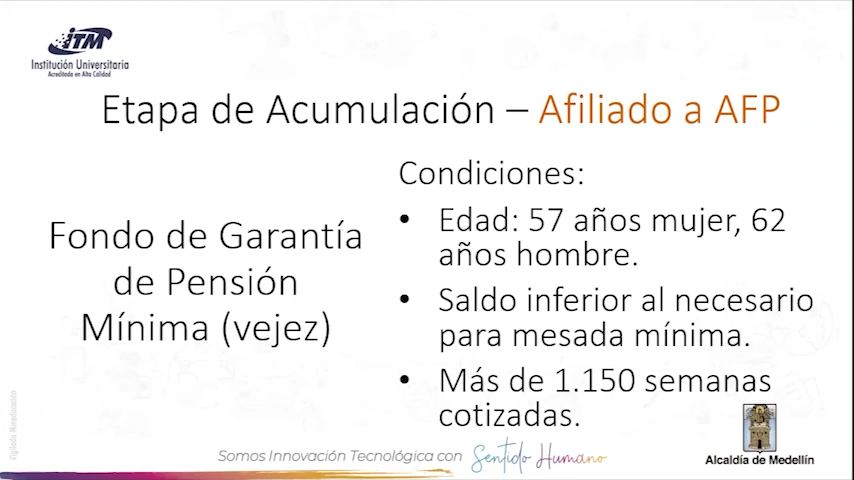 iTM
Institución Universitaria
Acreditada en Alta Calidad
Etapa de Acumulación – Afiliado a AFP
Fondo de Garantía
de Pensión
Mínima (vejez)
Condiciones:
• Edad: 57 años mujer, 62
años hombre.
• Saldo inferior al necesario
para mesada mínima.
• Más de 1.150 semanas
cotizadas.
Somos Innovación Tecnológica con Sentido Humano
Alcaldía de Medellín